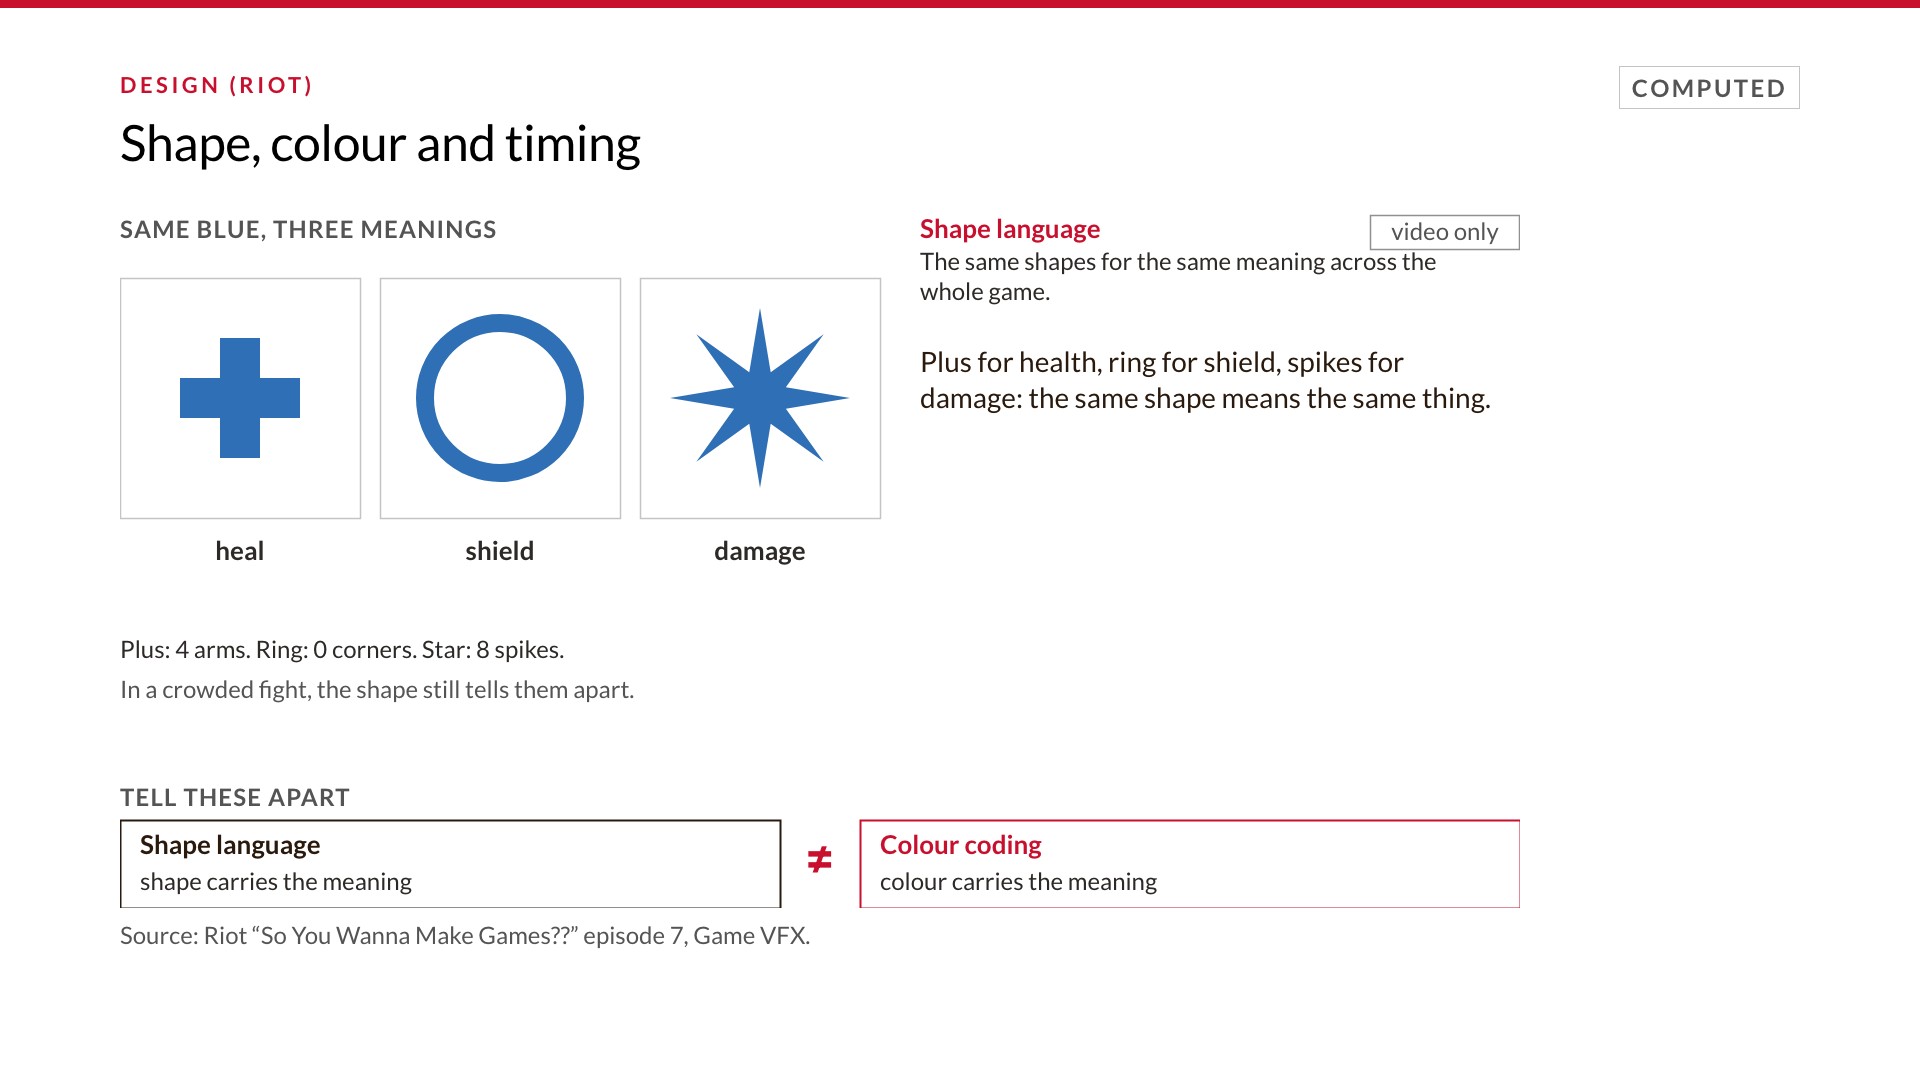 DESIGN (RIOT)
COMPUTED
Shape, colour and timing
SAME BLUE, THREE MEANINGS
heal
shield
damage
Shape language
video only
The same shapes for the same meaning across the
whole game.
Plus for health, ring for shield, spikes for
damage: the same shape means the same thing.
Plus: 4 arms. Ring: 0 corners. Star: 8 spikes.
In a crowded fight, the shape still tells them apart.
TELL THESE APART
Shape language
shape carries the meaning
≠
Colour coding
colour carries the meaning
Source: Riot “So You Wanna Make Games??” episode 7, Game VFX.